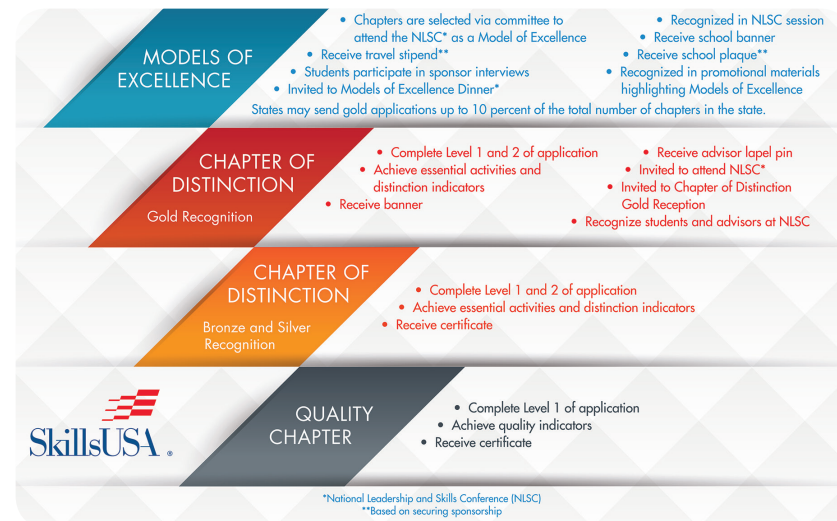 MODELS OF
EXCELLENCE
• Chapters are selected via committee to
attend the NLSC* as a Model of Excellence
• Receive travel stipend**
• Students participate in sponsor interviews
• Invited to Models of Excellence Dinner*
• Recognized in NLSC session
• Receive school banner
• Receive school plaque**
• Recognized in promotional materials
highlighting Models of Excellence
States may send gold applications up to 10 percent of the total number of chapters in the state.
CHAPTER OF
DISTINCTION
Gold Recognition
• Complete Level 1 and 2 of application
• Achieve essential activities and
distinction indicators
• Receive banner
• Receive advisor lapel pin
• Invited to attend NLSC*
• Invited to Chapter of Distinction
Gold Reception
• Recognize students and advisors at NLSC
CHAPTER OF
DISTINCTION
Bronze and Silver
Recognition
• Complete Level 1 and 2 of application
• Achieve essential activities and distinction indicators
• Receive certificate
SkillsUSA ®
QUALITY
CHAPTER
• Complete Level 1 of application
• Achieve quality indicators
• Receive certificate
*National Leadership and Skills Conference (NLSC)
**Based on securing sponsorship